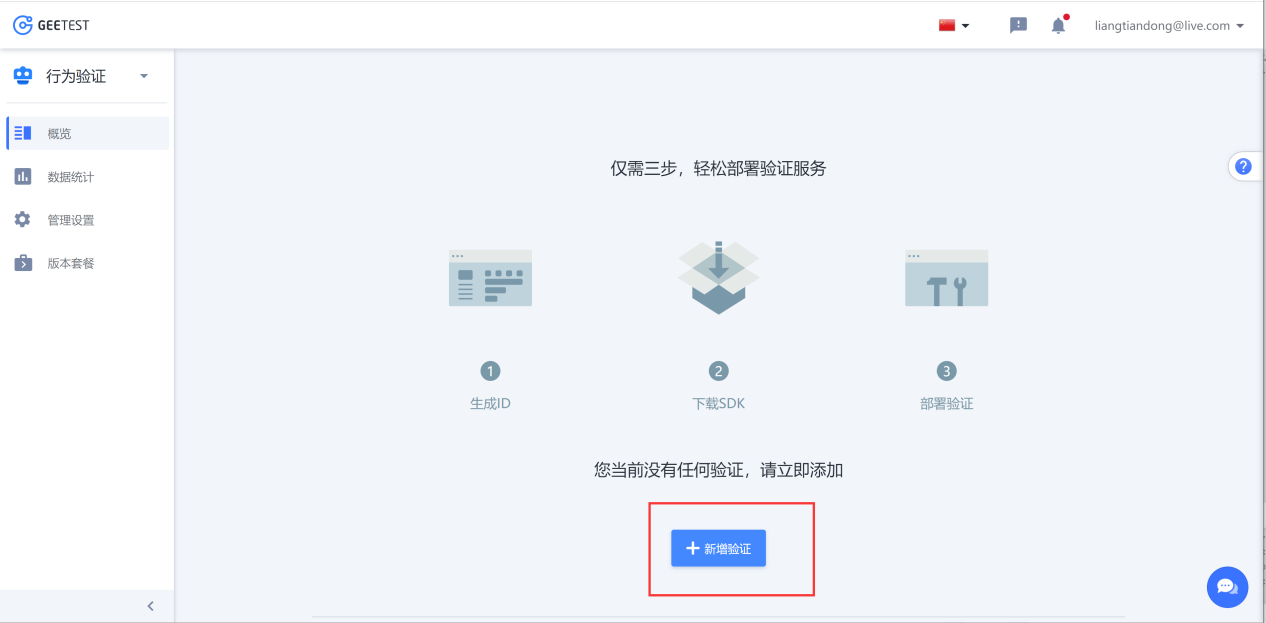 GEETEST
liangtiandong@live.com
行为验证
概览
数据统计
管理设置
版本套餐
仅需三步，轻松部署验证服务
1
2
3
生成ID
下载SDK
部署验证
您当前没有任何验证，请立即添加
新增验证